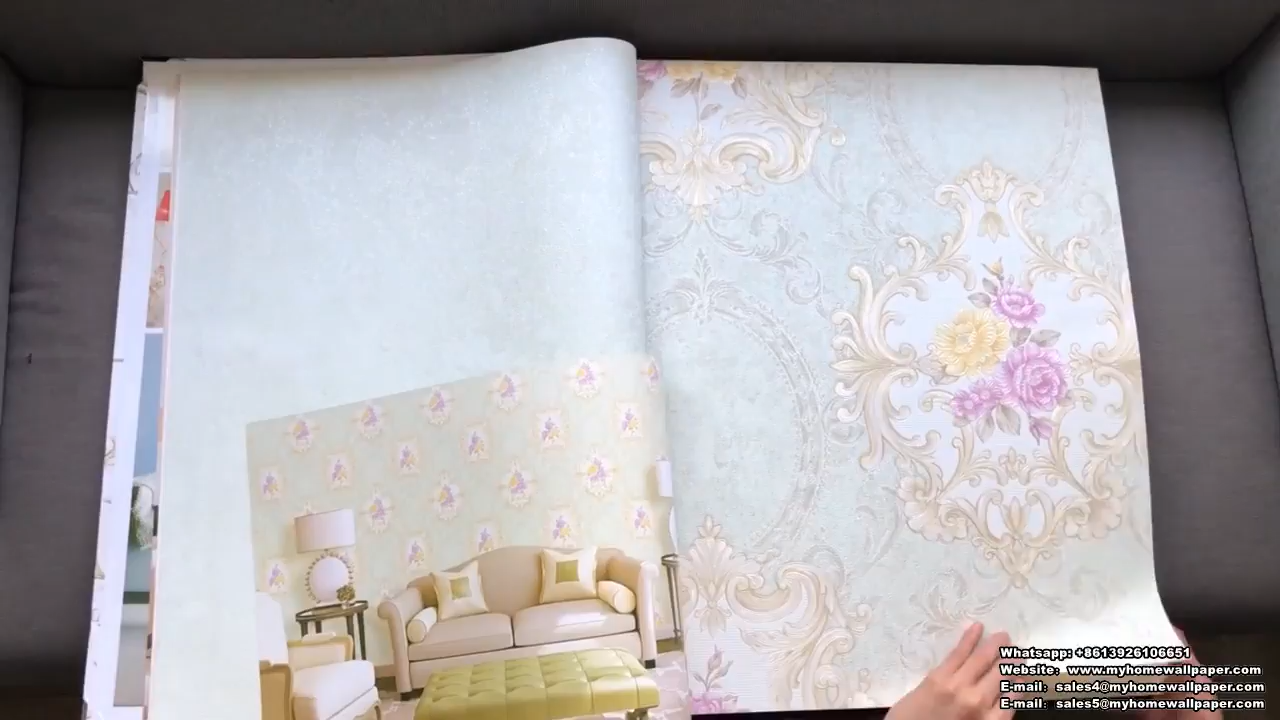 Whatsapp: +8613926106651
Website: www.myhomewallpaper.com
E-mail: sales4@myhomewallpaper.com
E-mail: sales5@myhomewallpaper.com